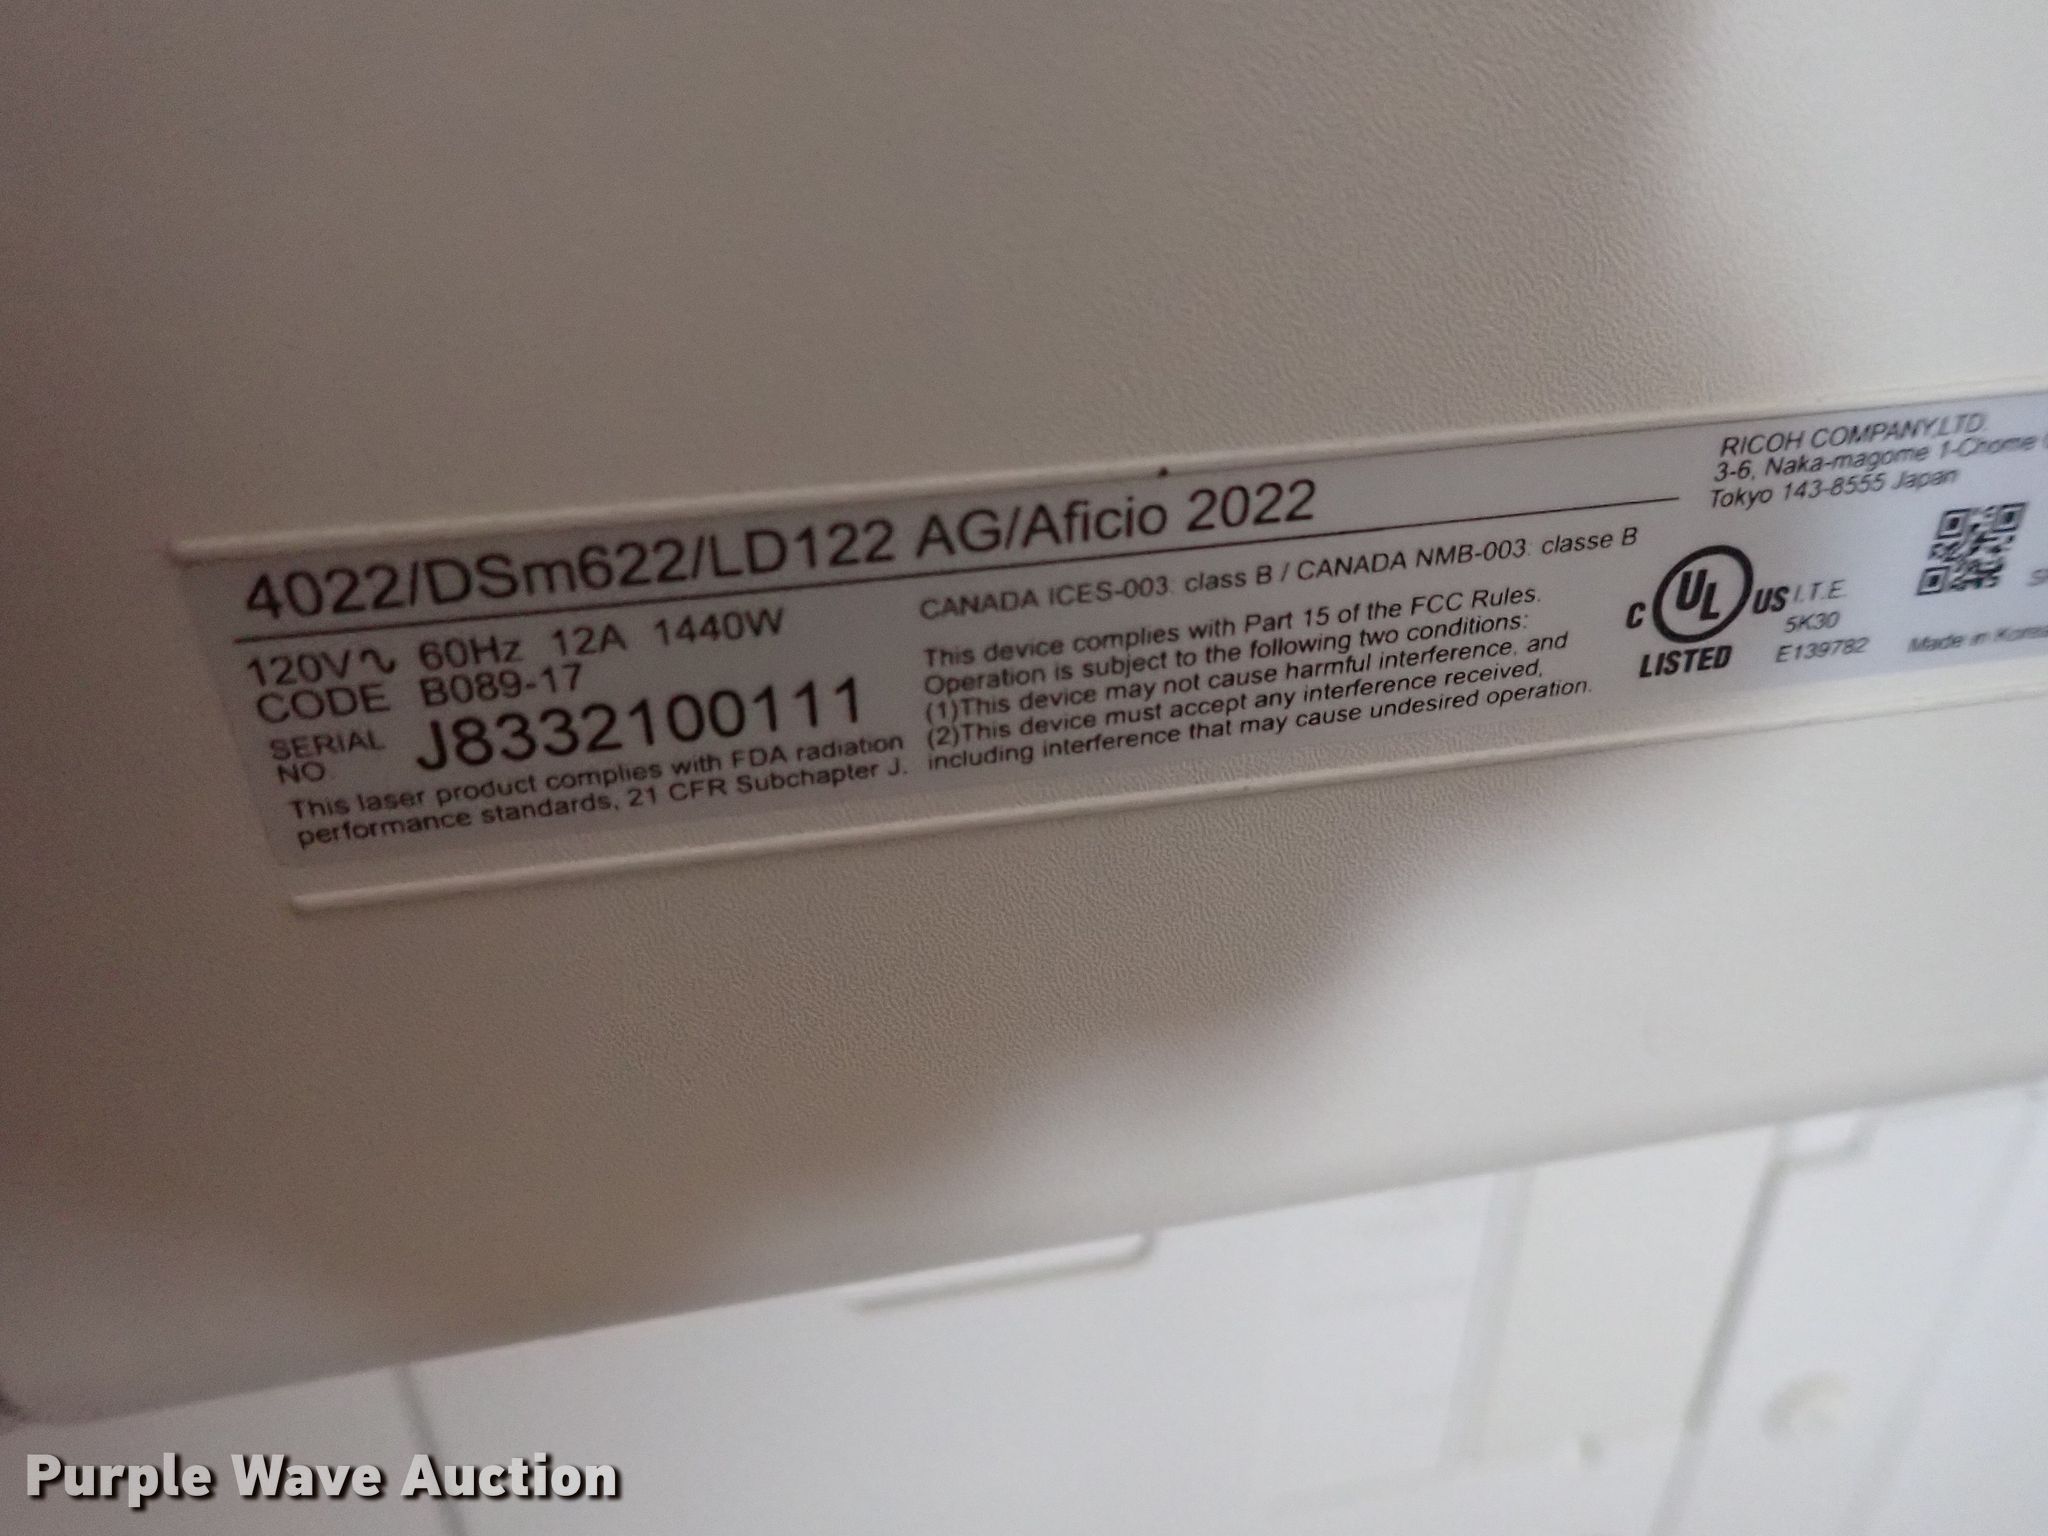 4022/DSm622/LD122 AG/Aficio 2022
120V∿ 60Hz 12A 1440W
CODE B089-17
SERIAL NO J8332100111
This laser product complies with FDA radiation
performance standards, 21 CFR Subchapter J.
CANADA ICES-003: class B / CANADA NMB-003: classe B
This device complies with Part 15 of the FCC Rules.
Operation is subject to the following two conditions:
(1)This device may not cause harmful interference, and
(2)This device must accept any interference received,
including interference that may cause undesired operation.
RICOH COMPANY,LTD.
3-6, Naka-magome 1-Chome
Tokyo 143-8555 Japan
C UL US I.T.E.
LISTED 5K30
E139782
Made in Korea
Purple Wave Auction